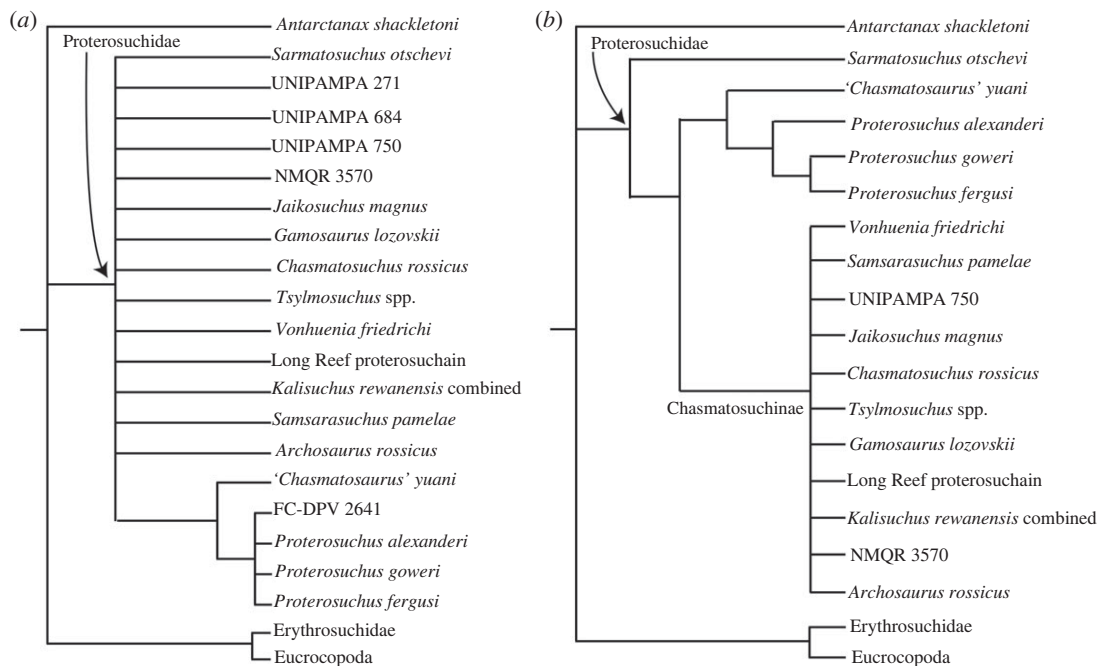 (a)
Antarctanax shackletoni
Proterosuchidae
Sarmatosuchus otschevi
UNIPAMPA 271
UNIPAMPA 684
UNIPAMPA 750
NMQR 3570
Jaikosuchus magnus
Gamosaurus lozovskii
Chasmatosuchus rossicus
Tsylmosuchus spp.
Vonhuenia friedrichi
Long Reef proterosuchain
Kalisuchus rewanensis combined
Samsarasuchus pamelae
Archosaurus rossicus
'Chasmatosaurus' yuani
FC-DPV 2641
Proterosuchus alexanderi
Proterosuchus goweri
Proterosuchus fergusi
Erythrosuchidae
Eucrocopoda
(b)
Antarctanax shackletoni
Proterosuchidae
Sarmatosuchus otschevi
'Chasmatosaurus' yuani
Proterosuchus alexanderi
Proterosuchus goweri
Proterosuchus fergusi
Vonhuenia friedrichi
Samsarasuchus pamelae
UNIPAMPA 750
Jaikosuchus magnus
Chasmatosuchus rossicus
Chasmatosuchinae
Tsylmosuchus spp.
Gamosaurus lozovskii
Long Reef proterosuchain
Kalisuchus rewanensis combined
NMQR 3570
Archosaurus rossicus
Erythrosuchidae
Eucrocopoda